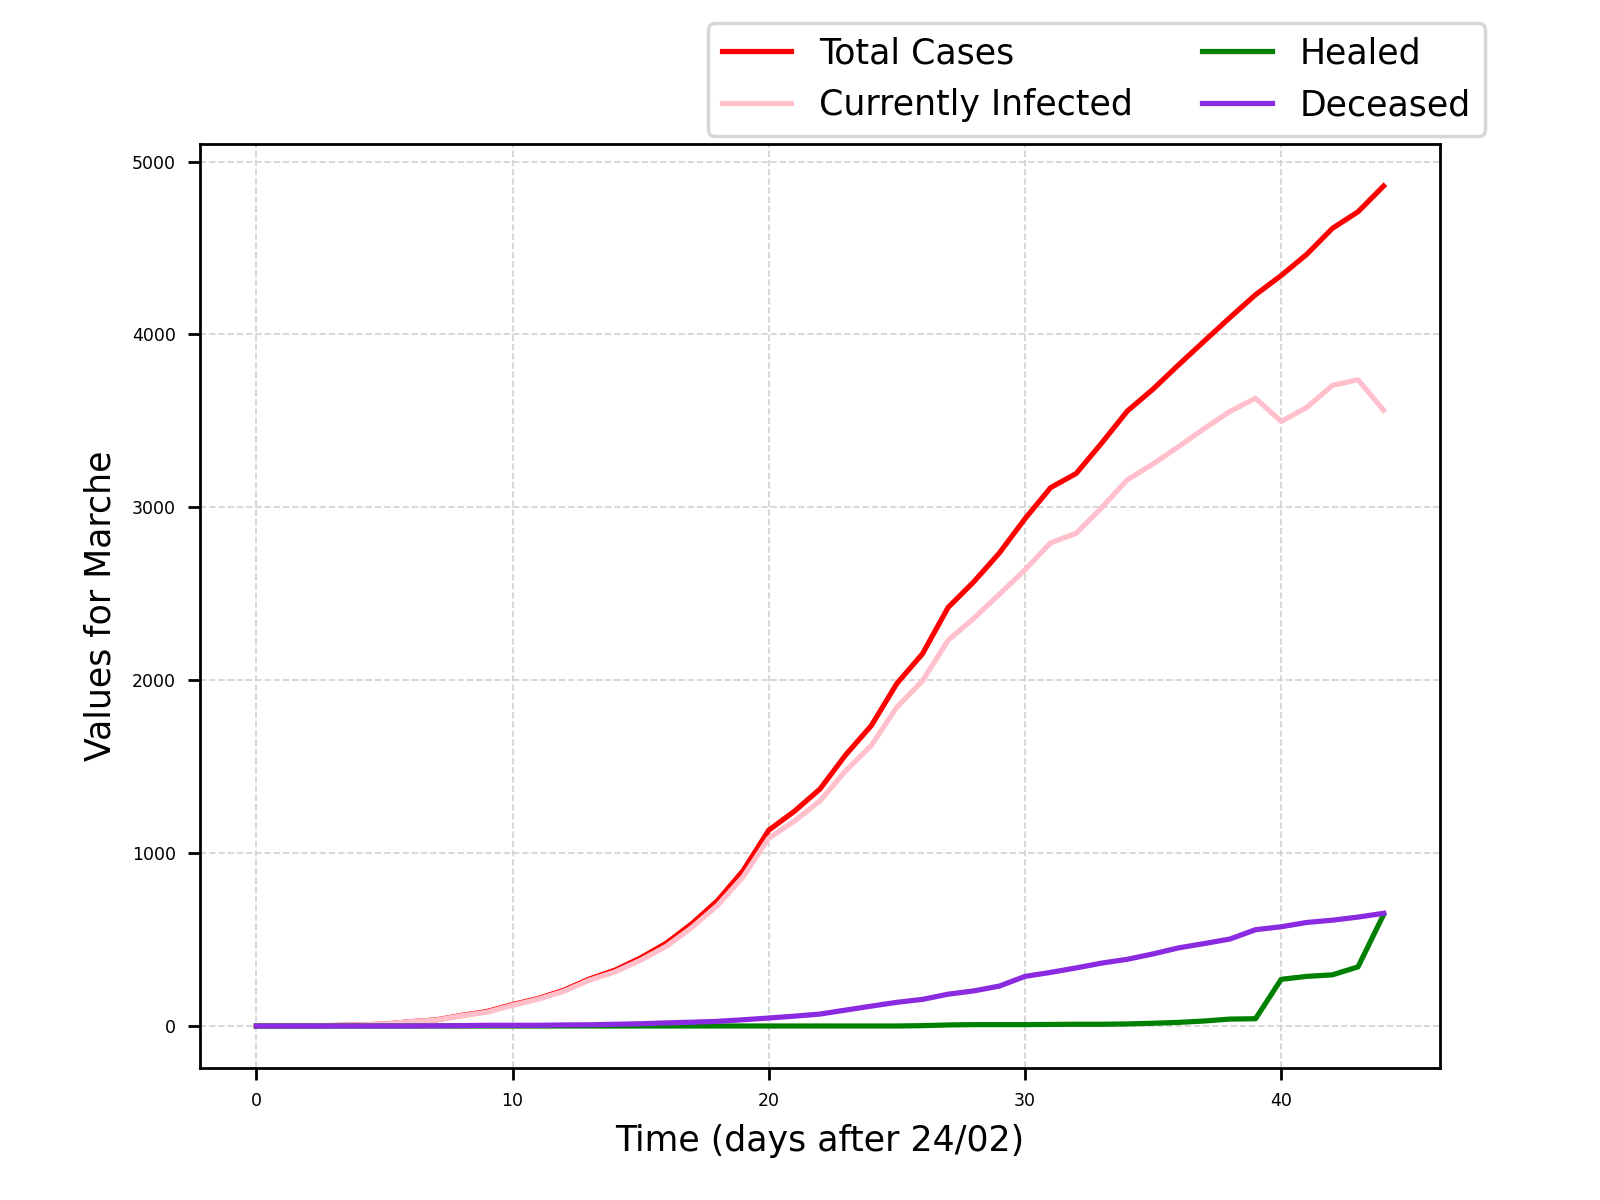 Total Cases
Currently Infected
Healed
Deceased
5000
4000
3000
2000
1000
0
Values for Marche
0 10 20 30 40
Time (days after 24/02)